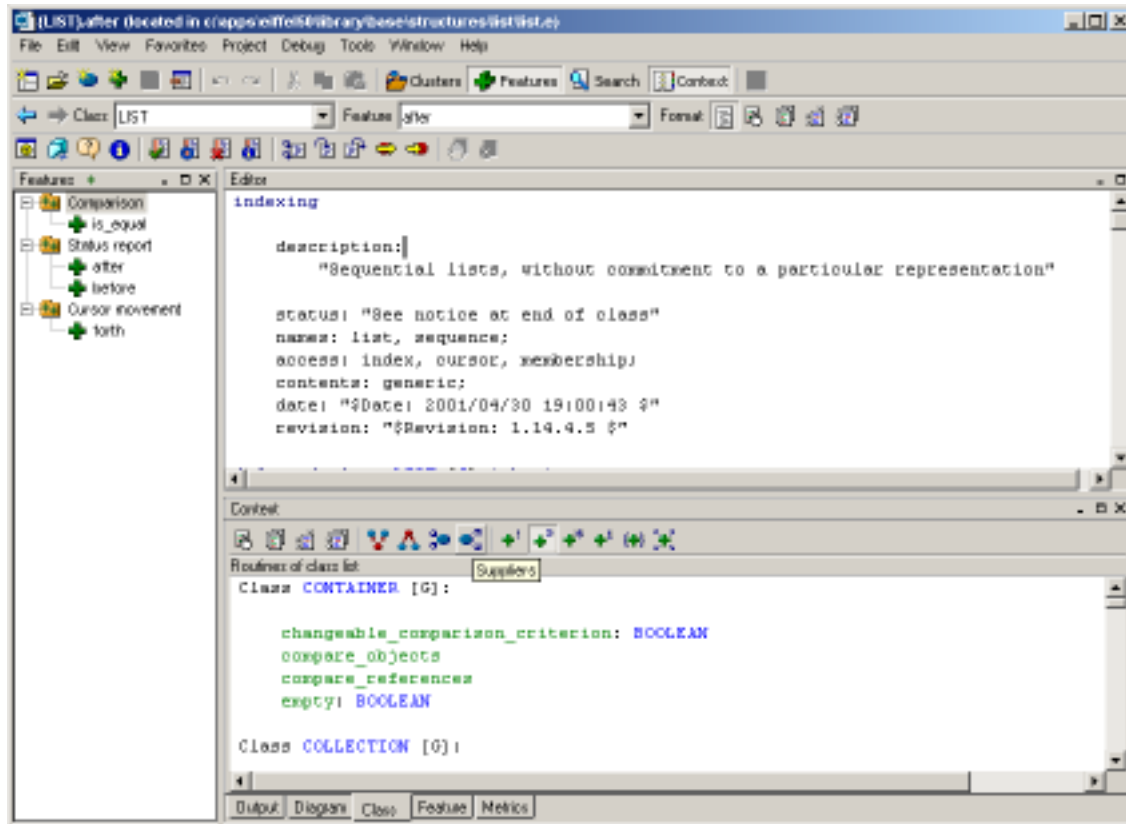 {LIST}.after (located in c:\apps\eiffel50\library\base\structures\list\list.e)
File Edit View Favorites Project Debug Tools Window Help
Clusters Features Search Context
Class LIST Feature after Format
Features
Editor
Comparison
is_equal
Status report
after
before
Cursor movement
forth
indexing
description:
"Sequential lists, without commitment to a particular representation"
status: "See notice at end of class"
names: list, sequence;
access: index, cursor, membership;
contents: generic;
date: "$Date: 2001/04/30 19:00:43 $"
revision: "$Revision: 1.14.4.5 $"
Context
Routines of class list
Suppliers
Class CONTAINER [G]:
changeable_comparison_criterion: BOOLEAN
compare_objects
compare_references
empty: BOOLEAN
Class COLLECTION [G]:
Output Diagram Class Feature Metrics